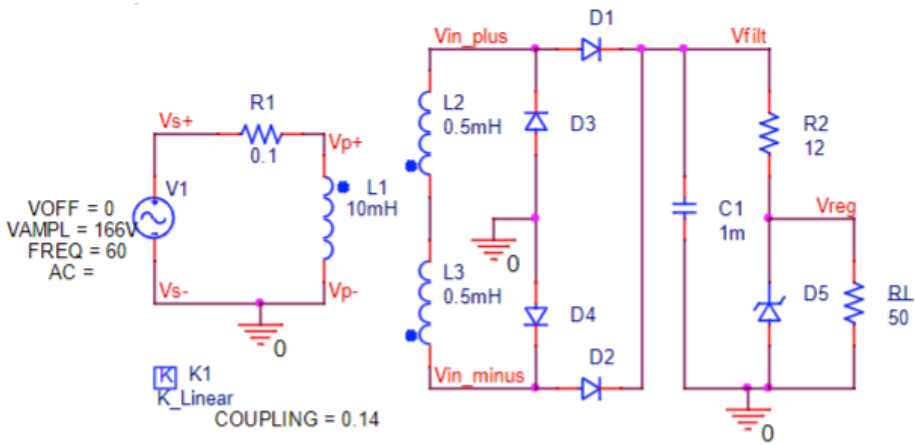 D1
Vin_plus
Vfilt
R1
Vs+
Vp+
L2
0.5mH
D3
R2
12
0.1
V1
L1
10mH
VOFF = 0
VAMPL = 166V
FREQ = 60
AC =
C1
1m
Vreg
0
L3
0.5mH
D4
D5
RL
50
Vs-
Vp-
0
D2
K K1
K_Linear
Vin_minus
COUPLING = 0.14
0